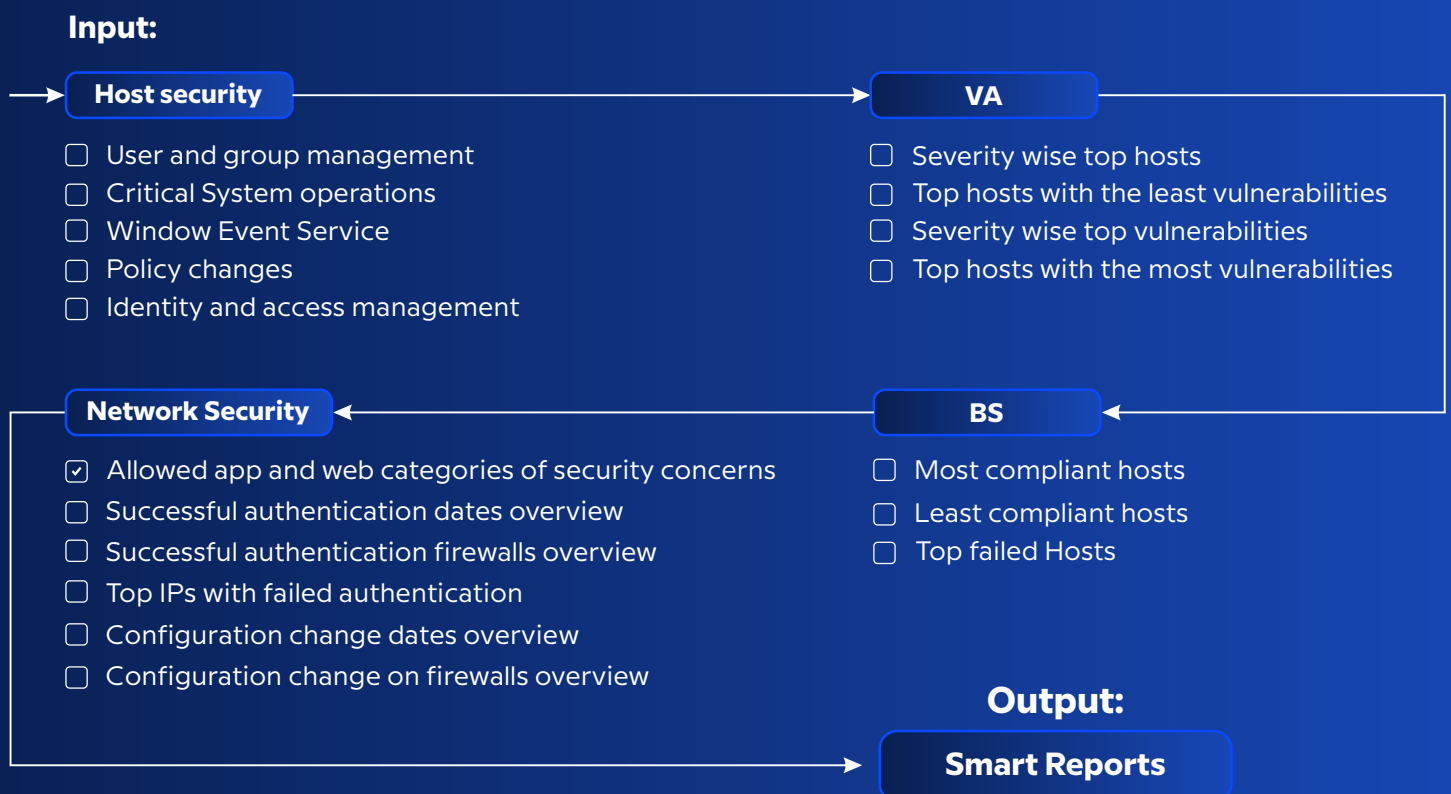 Input:
Host security
User and group management
Critical System operations
Window Event Service
Policy changes
Identity and access management
VA
Severity wise top hosts
Top hosts with the least vulnerabilities
Severity wise top vulnerabilities
Top hosts with the most vulnerabilities
BS
Most compliant hosts
Least compliant hosts
Top failed Hosts
Network Security
Allowed app and web categories of security concerns
Successful authentication dates overview
Successful authentication firewalls overview
Top IPs with failed authentication
Configuration change dates overview
Configuration change on firewalls overview
Output:
Smart Reports